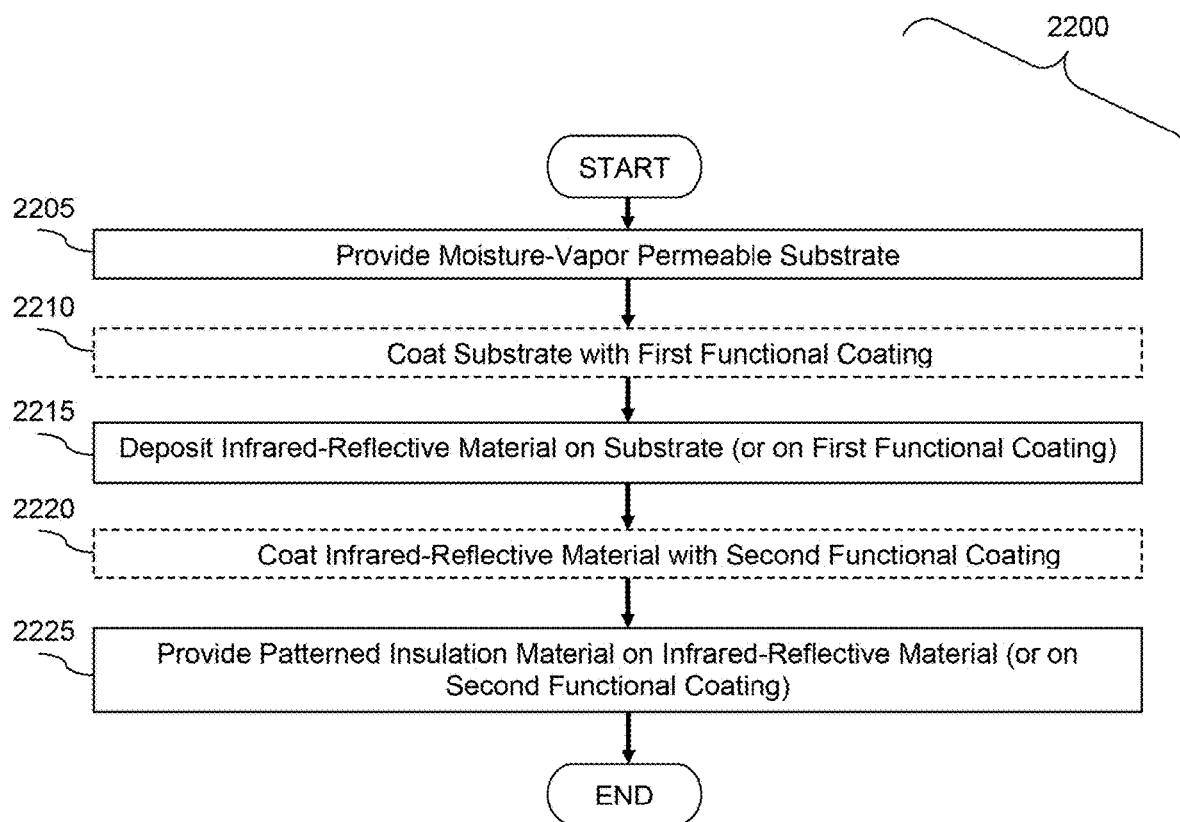 2200
START
2205
Provide Moisture-Vapor Permeable Substrate
2210
Coat Substrate with First Functional Coating
2215
Deposit Infrared-Reflective Material on Substrate (or on First Functional Coating)
2220
Coat Infrared-Reflective Material with Second Functional Coating
2225
Provide Patterned Insulation Material on Infrared-Reflective Material (or on
Second Functional Coating)
END